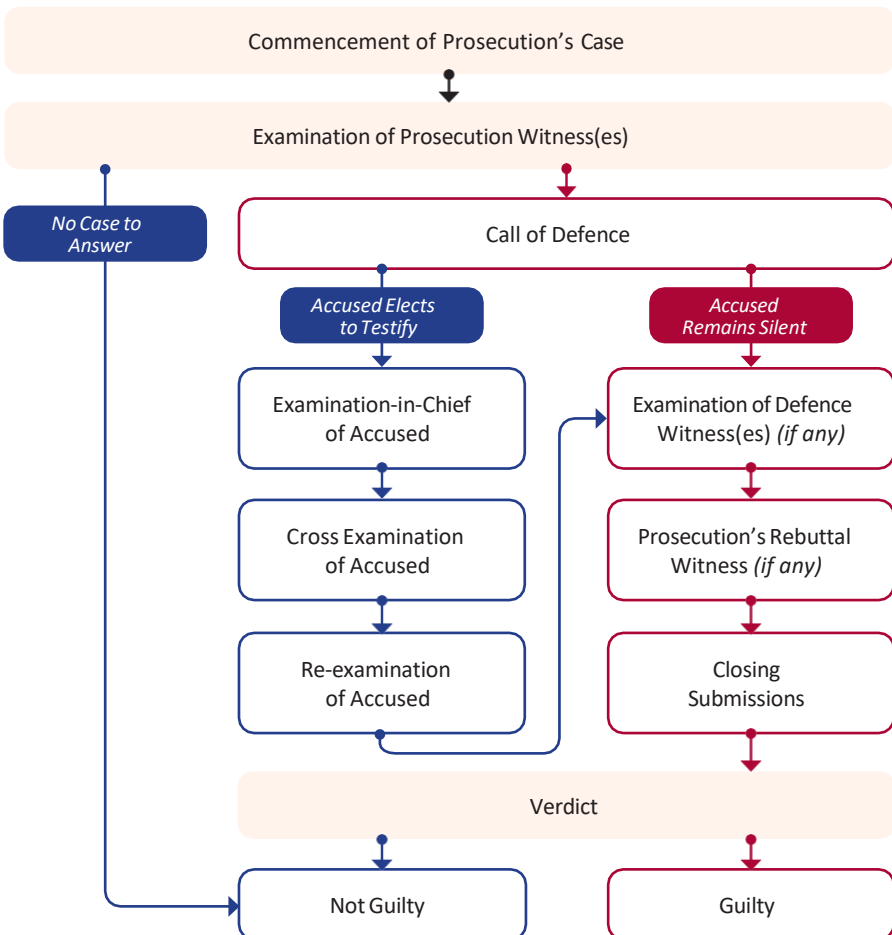 Commencement of Prosecution’s Case
Examination of Prosecution Witness(es)
No Case to
Answer
Call of Defence
Accused Elects
to Testify
Accused
Remains Silent
Examination-in-Chief
of Accused
Examination of Defence
Witness(es) (if any)
Cross Examination
of Accused
Prosecution’s Rebuttal
Witness (if any)
Re-examination
of Accused
Closing
Submissions
Verdict
Not Guilty
Guilty